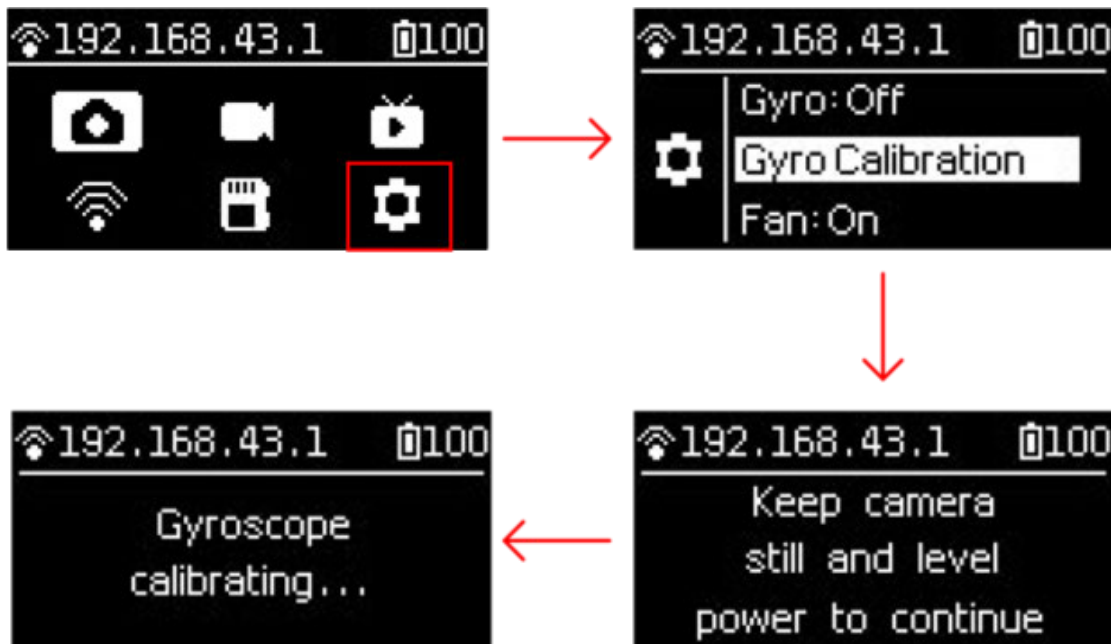 192.168.43.1 100
192.168.43.1 100
Gyro: Off
Gyro Calibration
Fan: On
192.168.43.1 100
Keep camera
still and level
power to continue
192.168.43.1 100
Gyroscope
calibrating...